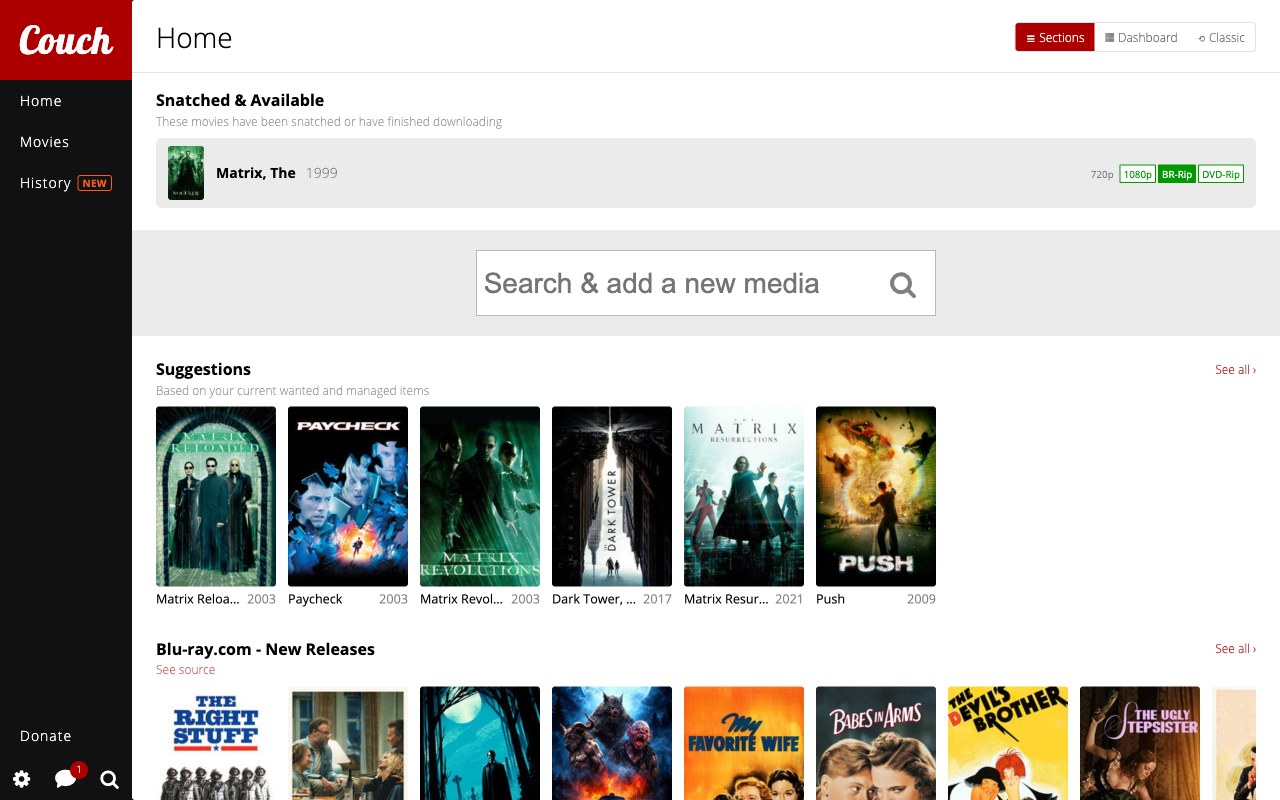 Couch
Home
Movies
History NEW
Donate
1
Home
Sections
Dashboard
Classic
Snatched & Available
These movies have been snatched or have finished downloading
MATRIX
Matrix, The 1999
720p 1080p BR-Rip DVD-Rip
Search & add a new media
Suggestions
See all ›
Based on your current wanted and managed items
MATRIX
RELOADED
PAYCHECK
MATRIX
REVOLUTIONS
THE DARK TOWER
THE
MATRIX
RESURRECTIONS
PUSH
Matrix Reloa... 2003
Paycheck 2003
Matrix Revol... 2003
Dark Tower, ... 2017
Matrix Resur... 2021
Push 2009
Blu-ray.com - New Releases
See all ›
See source
THE
RIGHT
STUFF
My
FAVORITE WIFE
BABES IN ARMS
THE
DEVIL'S
BROTHER
THE UGLY
STEPSISTER